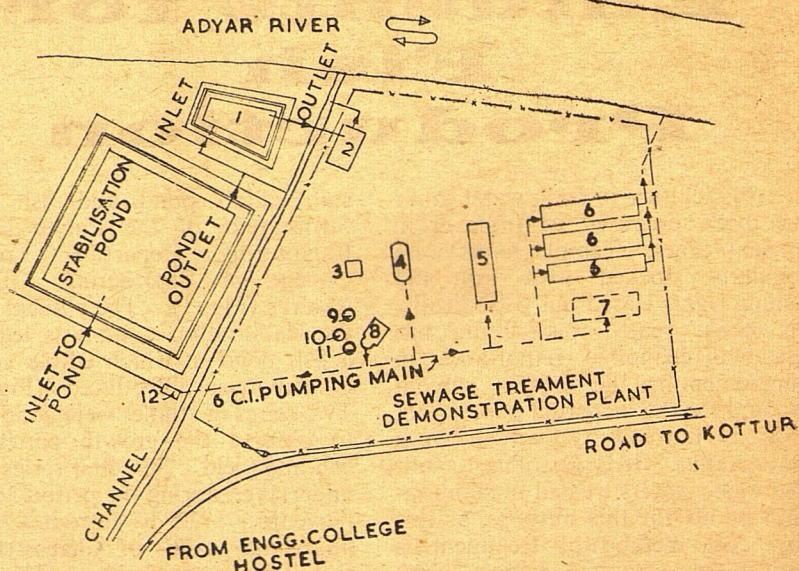 ADYAR RIVER
INLET
OUTLET
1
2
STABILISATION
POND
POND
OUTLET
INLET TO
POND
3
4
5
6
6
6
7
8
9
10
11
12
6 C.I. PUMPING MAIN
SEWAGE TREAMENT
DEMONSTRATION PLANT
ROAD TO KOTTUR
CHANNEL
FROM ENGG. COLLEGE
HOSTEL